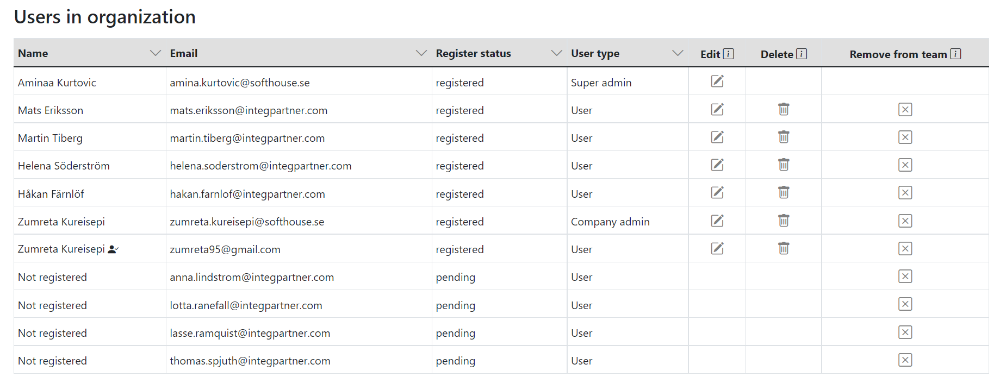 Users in organization
Name Email Register status User type Edit i Delete i Remove from team i
Aminaa Kurtovic amina.kurtovic@softhouse.se registered Super admin
Mats Eriksson mats.eriksson@integpartner.com registered User
Martin Tiberg martin.tiberg@integpartner.com registered User
Helena Söderström helena.soderstrom@integpartner.com registered User
Håkan Färnlöf hakan.farnlof@integpartner.com registered User
Zumreta Kureisepi zumreta.kureisepi@softhouse.se registered Company admin
Zumreta Kureisepi zumreta95@gmail.com registered User
Not registered anna.lindstrom@integpartner.com pending User
Not registered lotta.ranefall@integpartner.com pending User
Not registered lasse.ramquist@integpartner.com pending User
Not registered thomas.spjuth@integpartner.com pending User